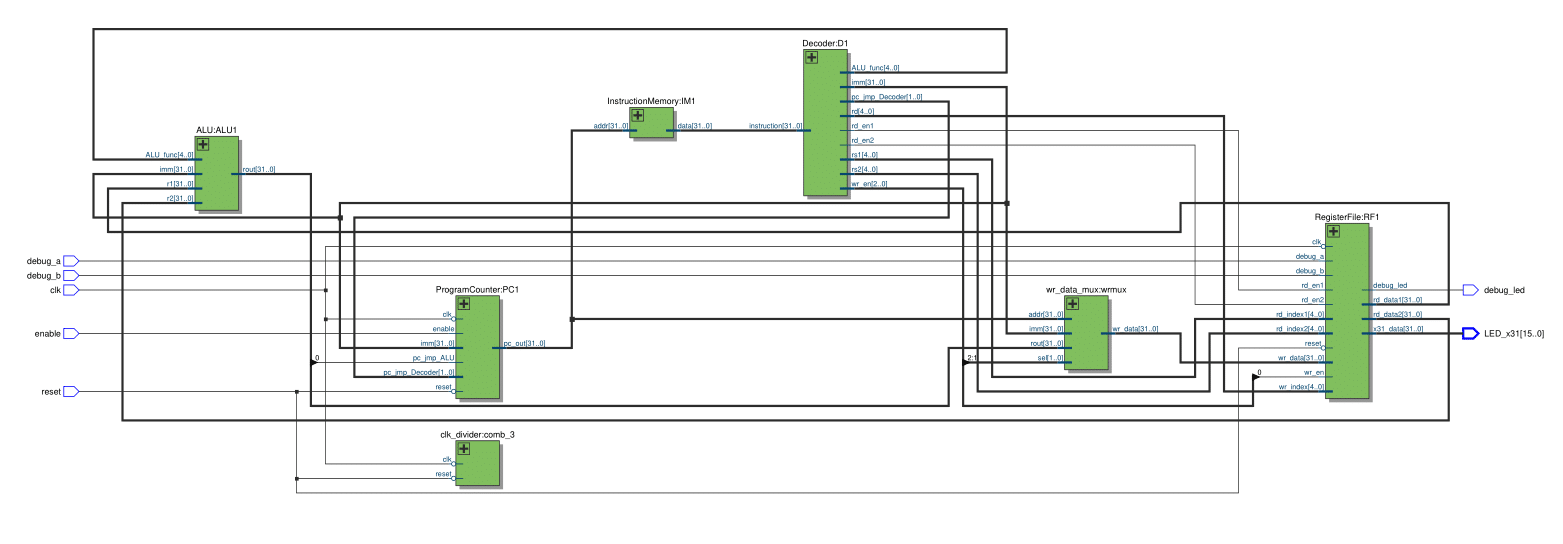 Decoder:D1
ALU_func[4..0]
imm[31..0]
pc_jmp_Decoder[1..0]
rd[4..0]
rd_en1
rd_en2
rs1[4..0]
rs2[4..0]
wr_en[2..0]
instruction[31..0]
InstructionMemory:IM1
addr[31..0]
data[31..0]
ALU:ALU1
ALU_func[4..0]
imm[31..0]
r1[31..0]
r2[31..0]
rout[31..0]
RegisterFile:RF1
clk
debug_a
debug_b
rd_en1
rd_en2
rd_index1[4..0]
rd_index2[4..0]
reset
wr_data[31..0]
wr_en
wr_index[4..0]
debug_led
rd_data1[31..0]
rd_data2[31..0]
x31_data[31..0]
0
debug_led
LED_x31[15..0]
debug_a
debug_b
clk
enable
reset
ProgramCounter:PC1
clk
enable
imm[31..0]
pc_jmp_ALU
pc_jmp_Decoder[1..0]
reset
pc_out[31..0]
0
wr_data_mux:wrmux
addr[31..0]
imm[31..0]
rout[31..0]
sel[1..0]
wr_data[31..0]
2:1
clk_divider:comb_3
clk
reset